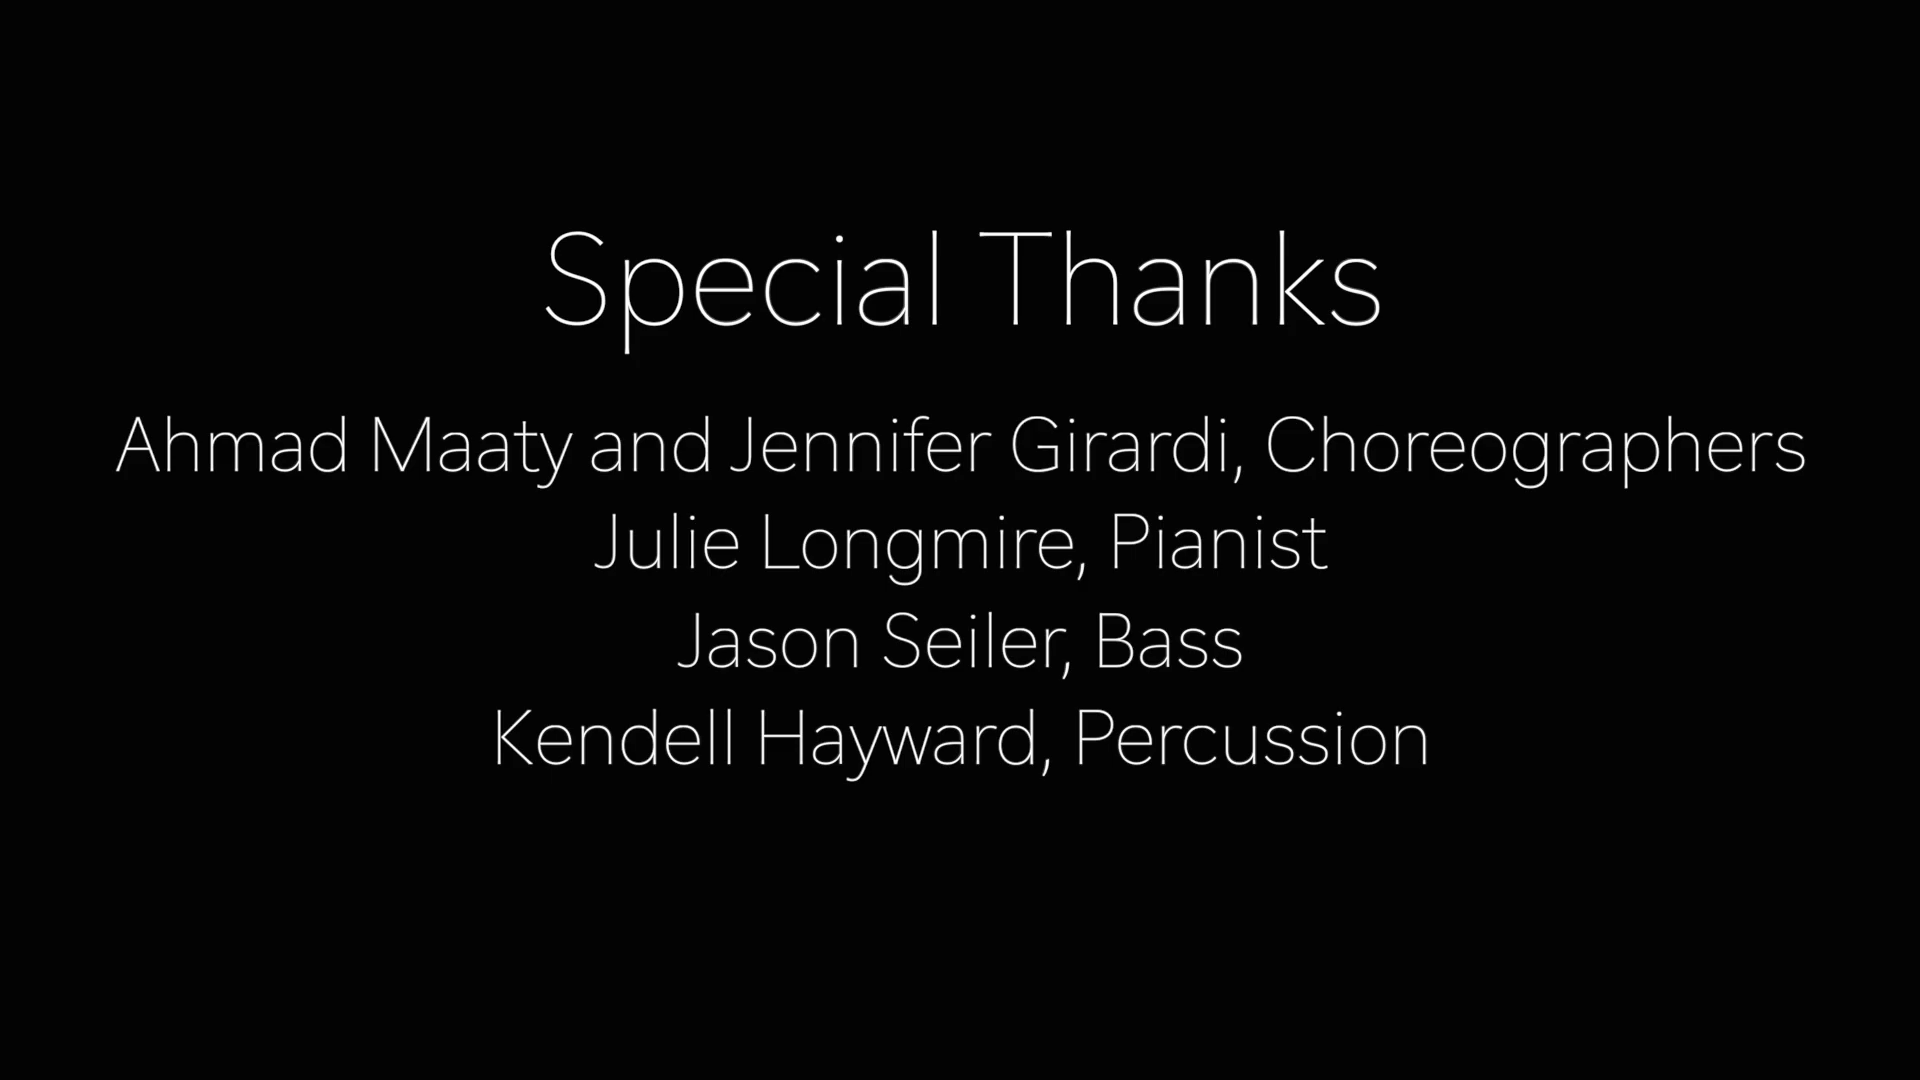 Special Thanks
Ahmad Maaty and Jennifer Girardi, Choreographers
Julie Longmire, Pianist
Jason Seiler, Bass
Kendell Hayward, Percussion